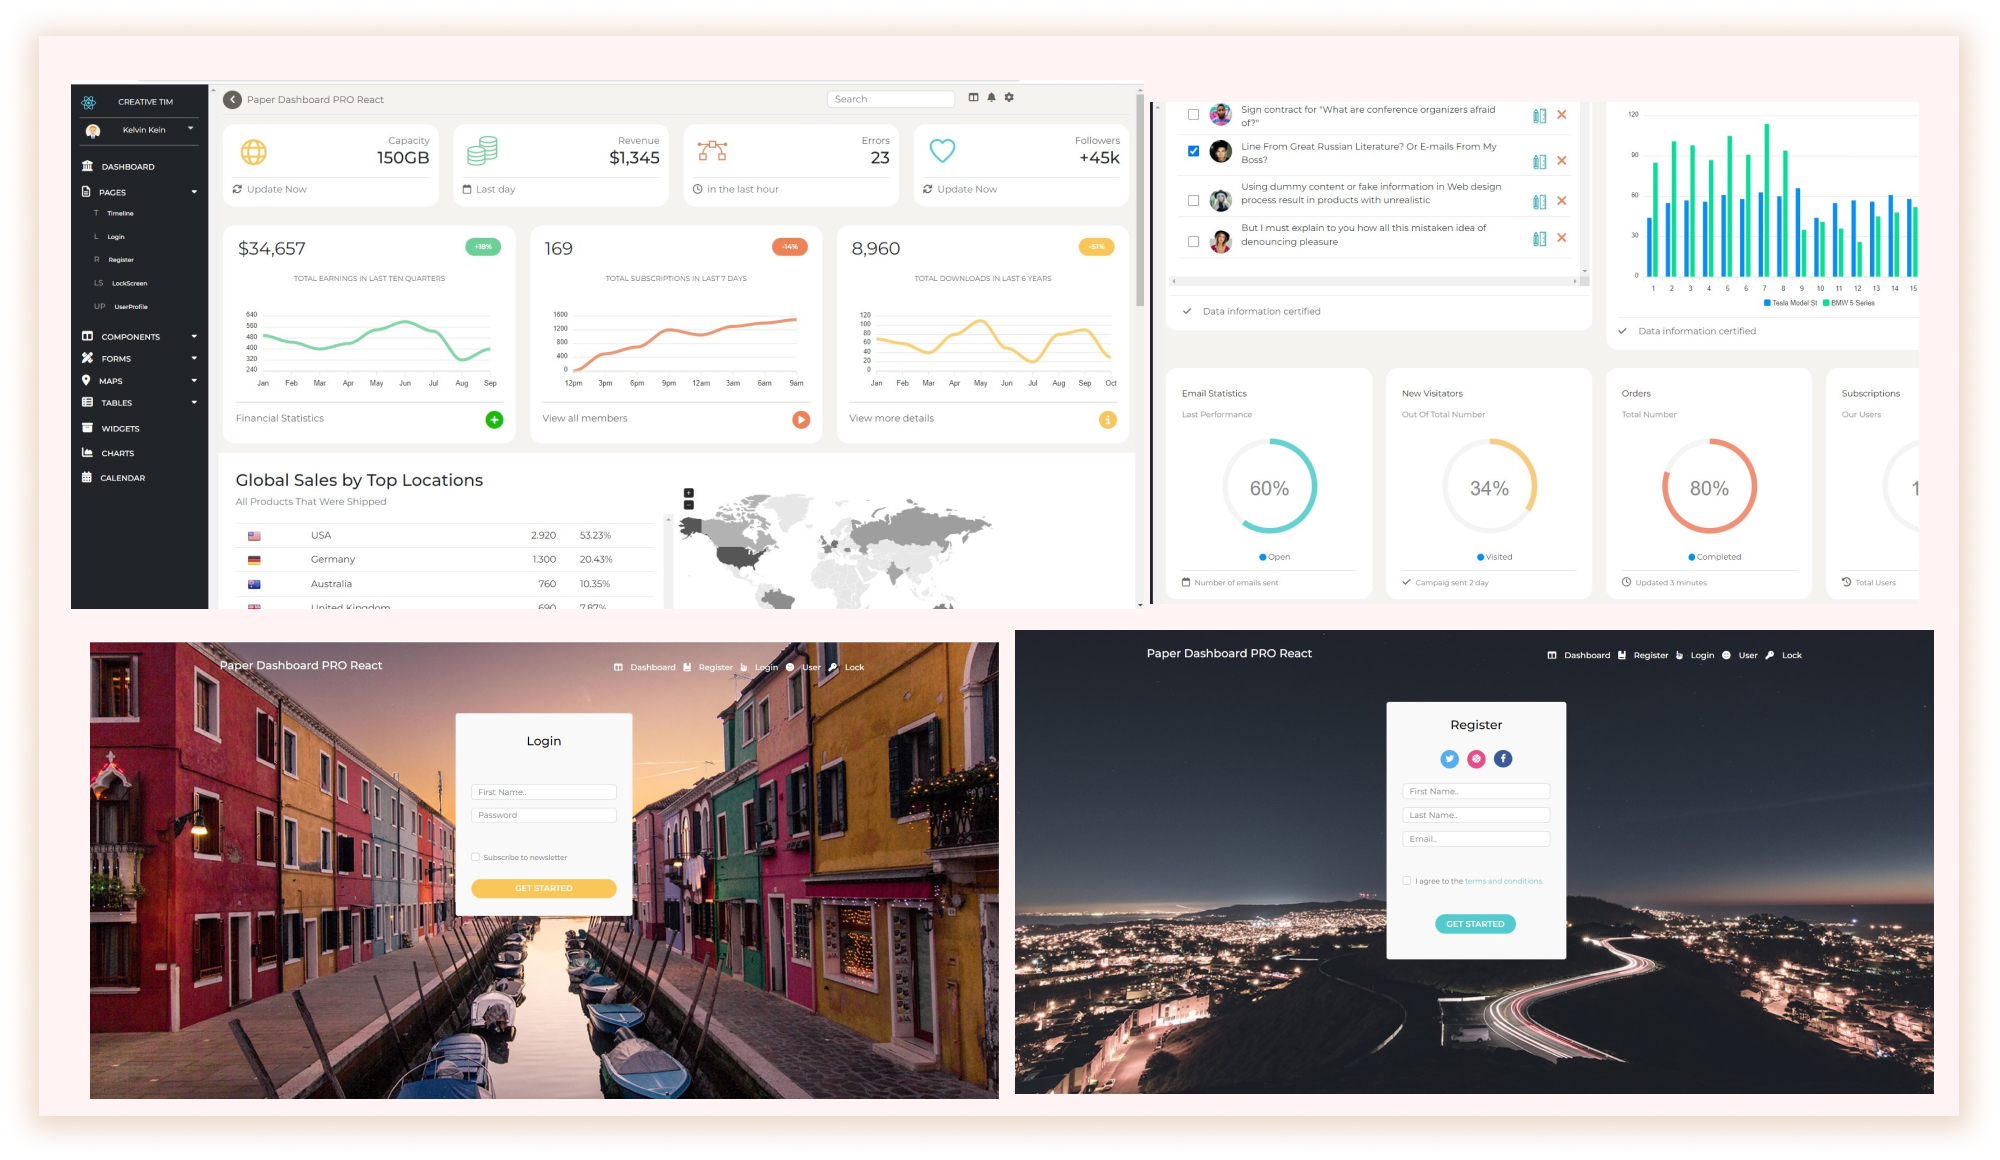 CREATIVE TIM
Kelvin Kein
DASHBOARD
PAGES
T Timeline
L Login
R Register
LS LockScreen
UP UserProfile
COMPONENTS
FORMS
MAPS
TABLES
WIDGETS
CHARTS
CALENDAR
Paper Dashboard PRO React
Search
Capacity
150GB
Update Now
Revenue
$1,345
Last day
Errors
23
in the last hour
Followers
+45k
Update Now
$34,657
+18%
TOTAL EARNINGS IN LAST TEN QUARTERS
640
560
480
400
320
240
Jan Feb Mar Apr May Jun Jul Aug Sep
Financial Statistics
169
-14%
TOTAL SUBSCRIPTIONS IN LAST 7 DAYS
1600
1200
800
400
0
12pm 3pm 6pm 9pm 12am 3am 6am 9am
View all members
8,960
-51%
TOTAL DOWNLOADS IN LAST 6 YEARS
120
100
80
60
40
20
0
Jan Feb Mar Apr May Jun Jul Aug Sep Oct
View more details
Global Sales by Top Locations
All Products That Were Shipped
USA 2.920 53.23%
Germany 1.300 20.43%
Australia 760 10.35%
United Kingdom 690 7.87%
+
−
Sign contract for "What are conference organizers afraid
of?"
Line From Great Russian Literature? Or E-mails From My
Boss?
Using dummy content or fake information in Web design
process result in products with unrealistic
But I must explain to you how all this mistaken idea of
denouncing pleasure
Data information certified
120
90
60
30
0
1 2 3 4 5 6 7 8 9 10 11 12 13 14 15
Tesla Model St BMW 5 Series
Data information certified
Email Statistics
Last Performance
60%
Open
Number of emails sent
New Visitators
Out Of Total Number
34%
Visited
Campaig sent 2 day
Orders
Total Number
80%
Completed
Updated 3 minutes
Subscriptions
Our Users
1
Total Users
Paper Dashboard PRO React
Dashboard Register Login User Lock
Login
First Name..
Password
Subscribe to newsletter
GET STARTED
Paper Dashboard PRO React
Dashboard Register Login User Lock
Register
First Name..
Last Name..
Email..
I agree to the terms and conditions.
GET STARTED